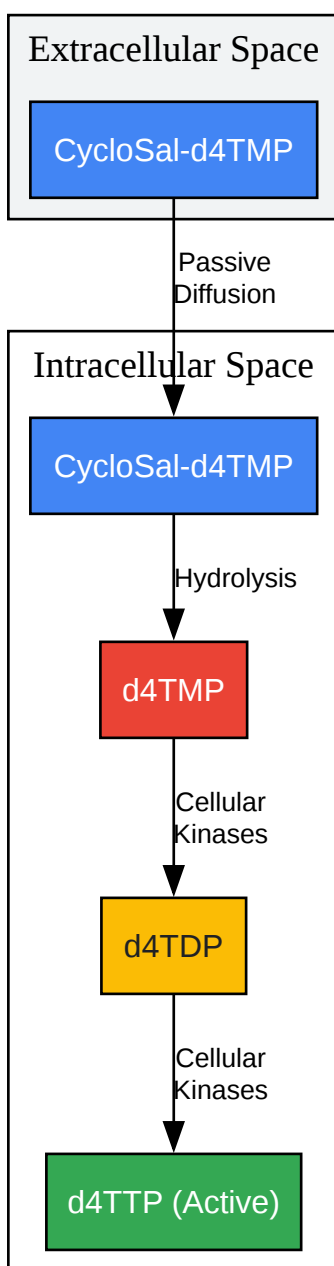 Extracellular Space
CycloSal-d4TMP
Passive
Diffusion
Intracellular Space
CycloSal-d4TMP
Hydrolysis
d4TMP
Cellular
Kinases
d4TDP
Cellular
Kinases
d4TTP (Active)